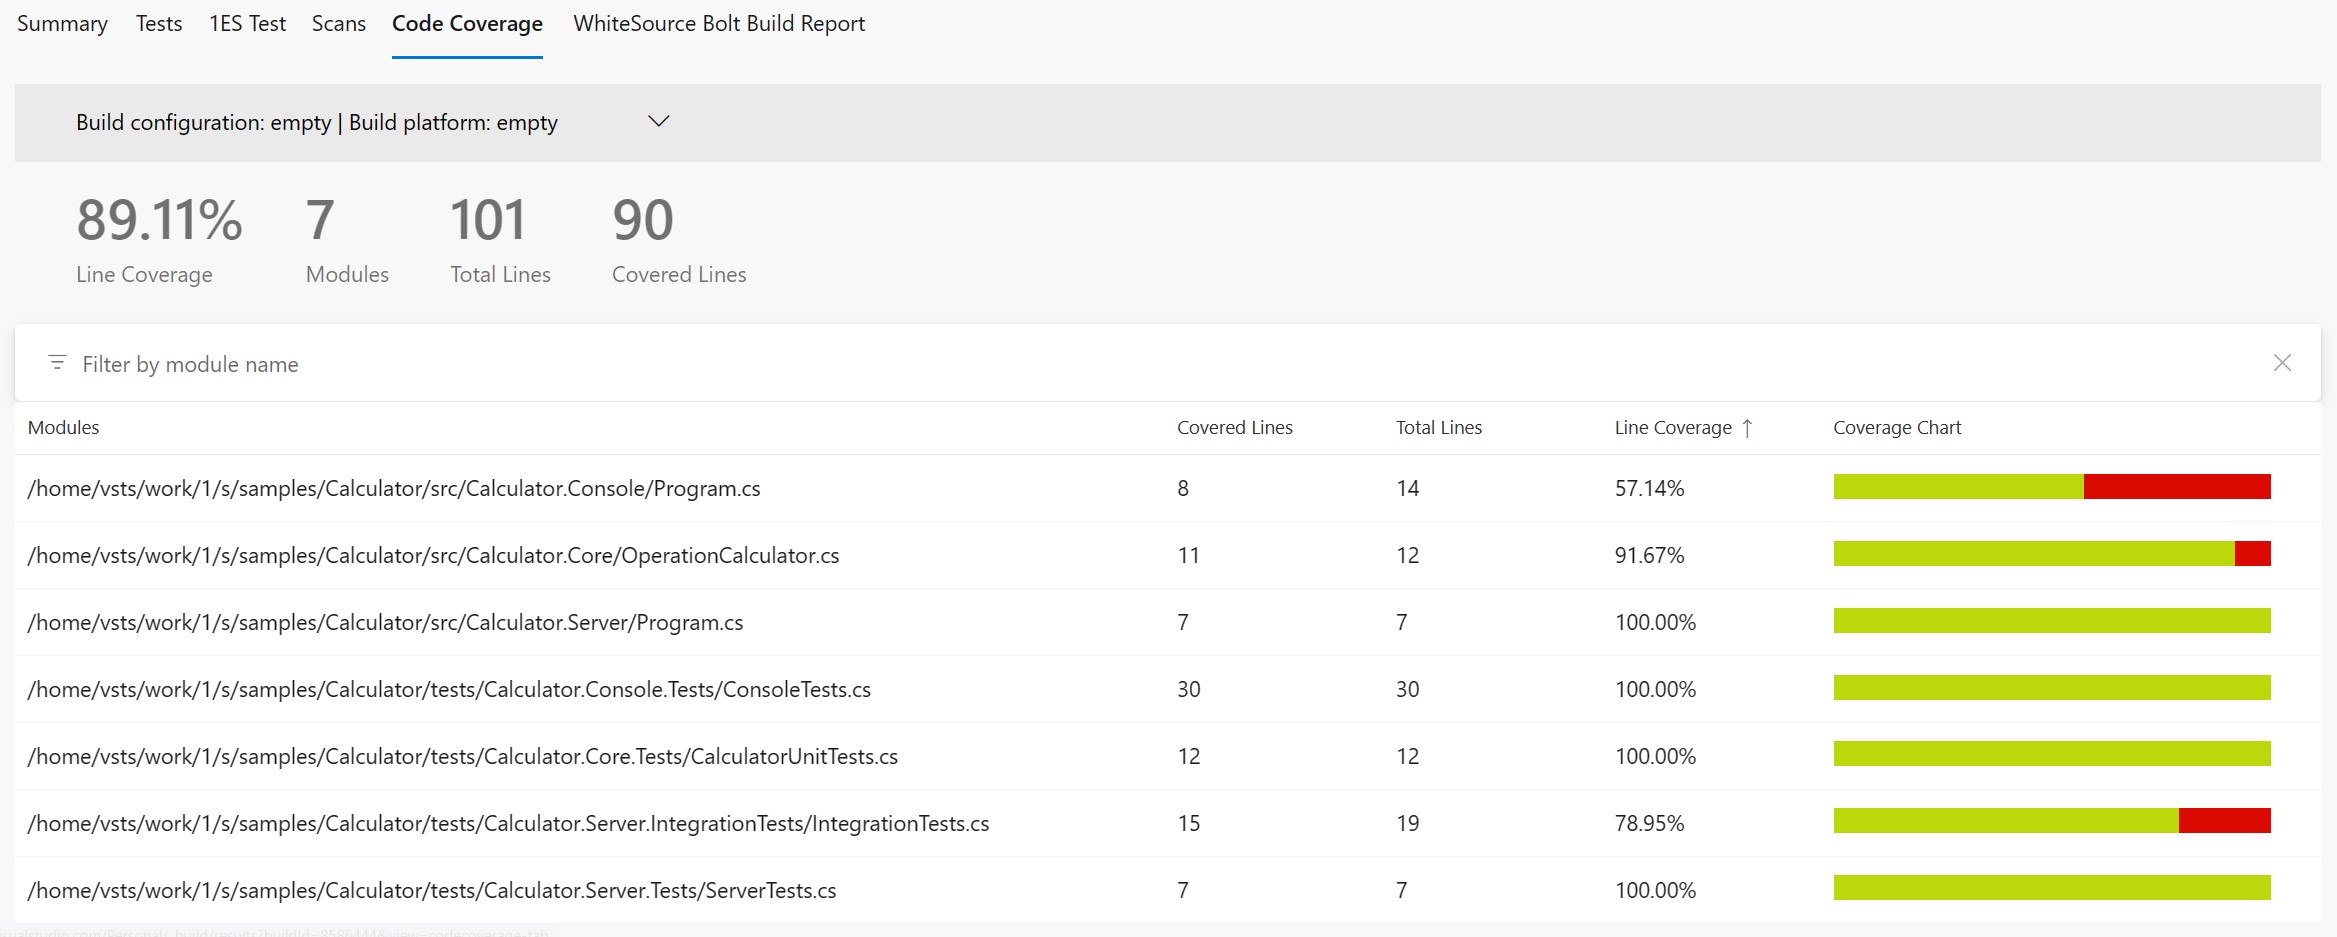 Summary Tests 1ES Test Scans Code Coverage WhiteSource Bolt Build Report
Build configuration: empty | Build platform: empty
89.11% 7 101 90
Line Coverage Modules Total Lines Covered Lines
Filter by module name
Modules Covered Lines Total Lines Line Coverage ↑ Coverage Chart
/home/vsts/work/1/s/samples/Calculator/src/Calculator.Console/Program.cs 8 14 57.14%
/home/vsts/work/1/s/samples/Calculator/src/Calculator.Core/OperationCalculator.cs 11 12 91.67%
/home/vsts/work/1/s/samples/Calculator/src/Calculator.Server/Program.cs 7 7 100.00%
/home/vsts/work/1/s/samples/Calculator/tests/Calculator.Console.Tests/ConsoleTests.cs 30 30 100.00%
/home/vsts/work/1/s/samples/Calculator/tests/Calculator.Core.Tests/CalculatorUnitTests.cs 12 12 100.00%
/home/vsts/work/1/s/samples/Calculator/tests/Calculator.Server.IntegrationTests/IntegrationTests.cs 15 19 78.95%
/home/vsts/work/1/s/samples/Calculator/tests/Calculator.Server.Tests/ServerTests.cs 7 7 100.00%